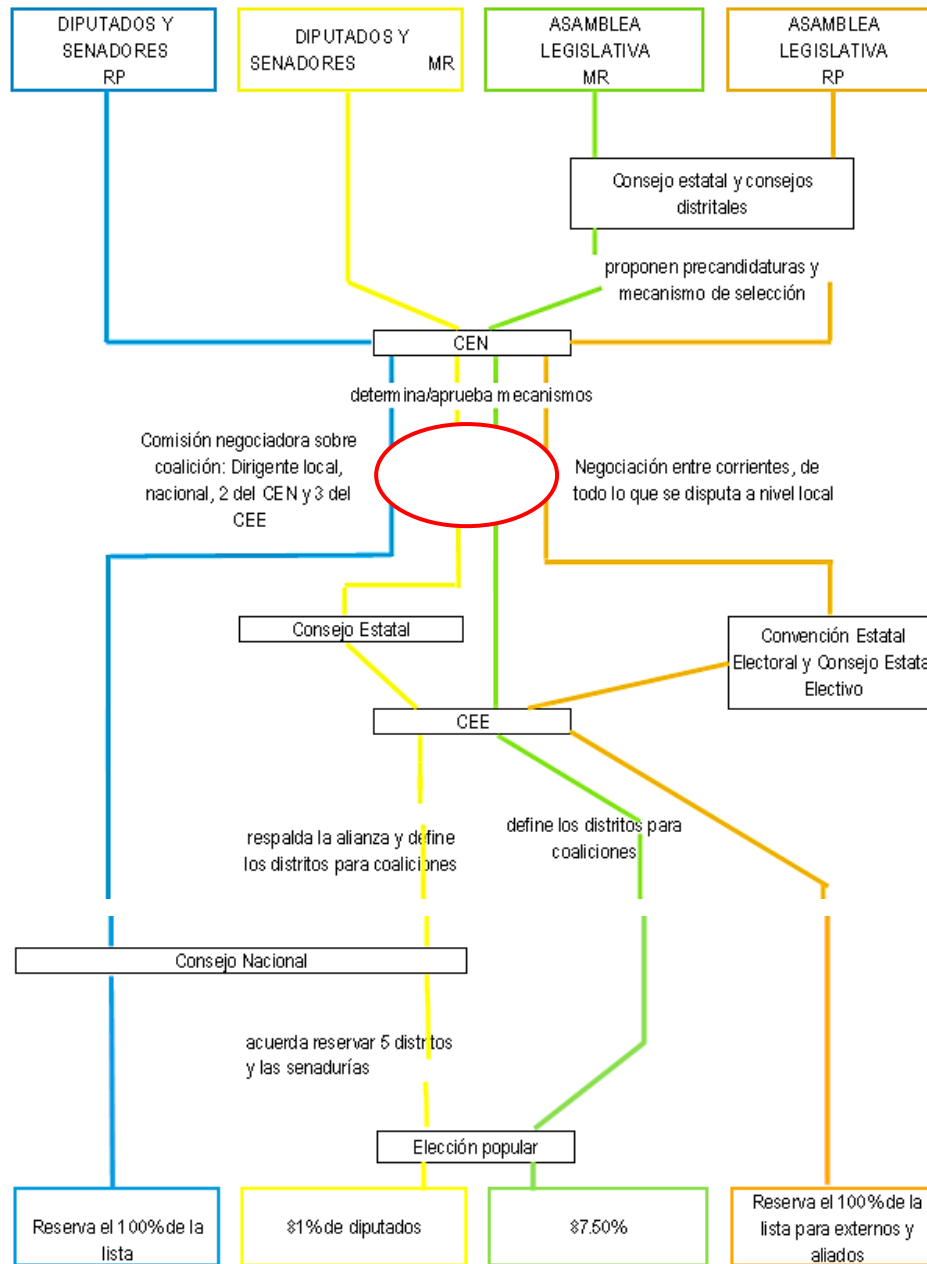 DIPUTADOS Y
SENADORES
RP
DIPUTADOS Y
SENADORES MR
ASAMBLEA
LEGISLATIVA
MR
ASAMBLEA
LEGISLATIVA
RP
Consejo estatal y consejos
distritales
proponen precandidaturas y
mecanismo de selección
CEN
determina/aprueba mecanismos
Comisión negociadora sobre
coalición: Dirigente local,
nacional, 2 del CEN y 3 del
CEE
Negociación entre corrientes, de
todo lo que se disputa a nivel local
Consejo Estatal
Convención Estatal
Electoral y Consejo Estata
Electivo
CEE
respalda la alianza y define
los distritos para coaliciones
define los distritos para
coaliciones
Consejo Nacional
acuerda reservar 5 distritos
y las senadurías
Elección popular
Reserva el 100% de la
lista
81% de diputados
87.50%
Reserva el 100% de la
lista para externos y
aliados